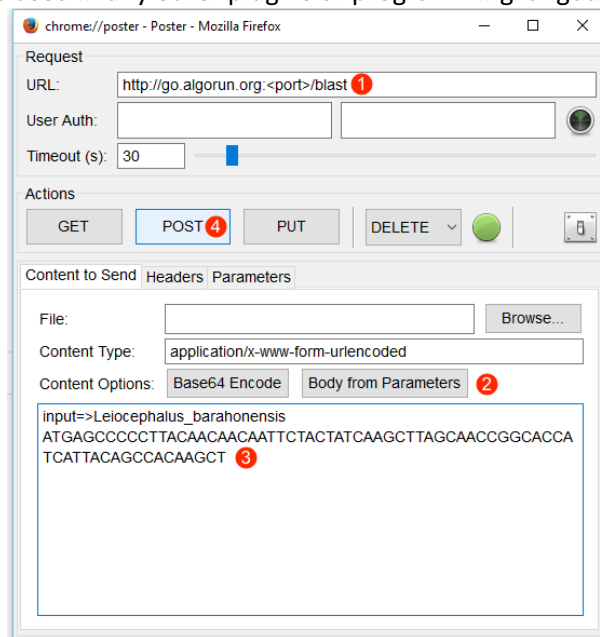 chrome://poster - Poster - Mozilla Firefox
Request
URL: http://go.algorun.org:<port>/blast 1
User Auth:
Timeout (s): 30
Actions
GET POST 4 PUT DELETE
Content to Send Headers Parameters
File: Browse...
Content Type: application/x-www-form-urlencoded
Content Options: Base64 Encode Body from Parameters 2
input=>Leiocephalus_barahonensis
ATGAGCCCCCTTACAACAACAATTCTACTATCAAGCTTAGCAACCGGCACCA
TCATTACAGCCACAAGCT 3